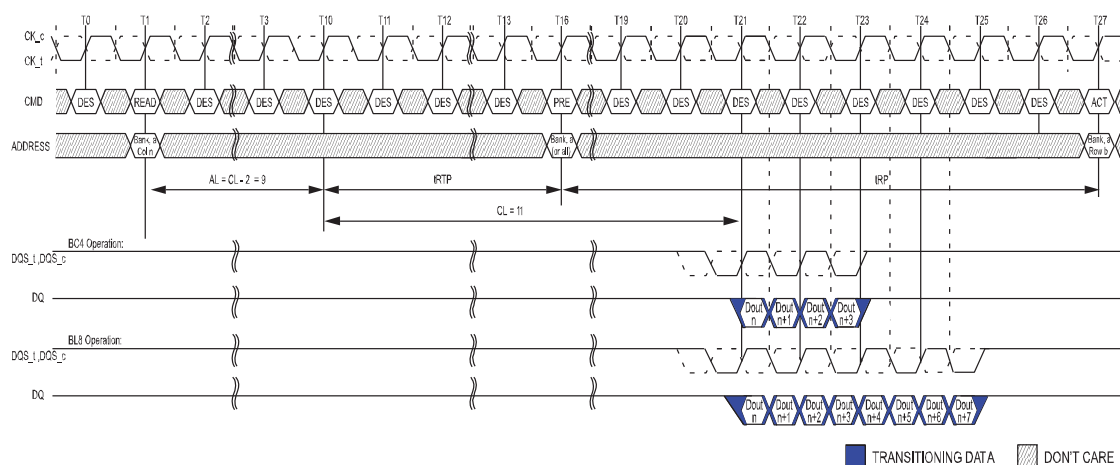 T0 T1 T2 T3 T10 T11 T12 T13 T16 T19 T20 T21 T22 T23 T24 T25 T26 T27
CK_c
CK_t
CMD DES READ DES DES DES DES DES DES PRE DES DES DES DES DES DES DES DES ACT
ADDRESS Bank, a Col n Bank, a (or all) Bank, a Row b
AL = CL - 2 = 9 tRTP tRP
CL = 11
BC4 Operation:
DQS_t ,DQS_c
DQ Dout n Dout n+1 Dout n+2 Dout n+3
BL8 Operation:
DQS_t ,DQS_c
DQ Dout n Dout n+1 Dout n+2 Dout n+3 Dout n+4 Dout n+5 Dout n+6 Dout n+7
TRANSITIONING DATA DON'T CARE